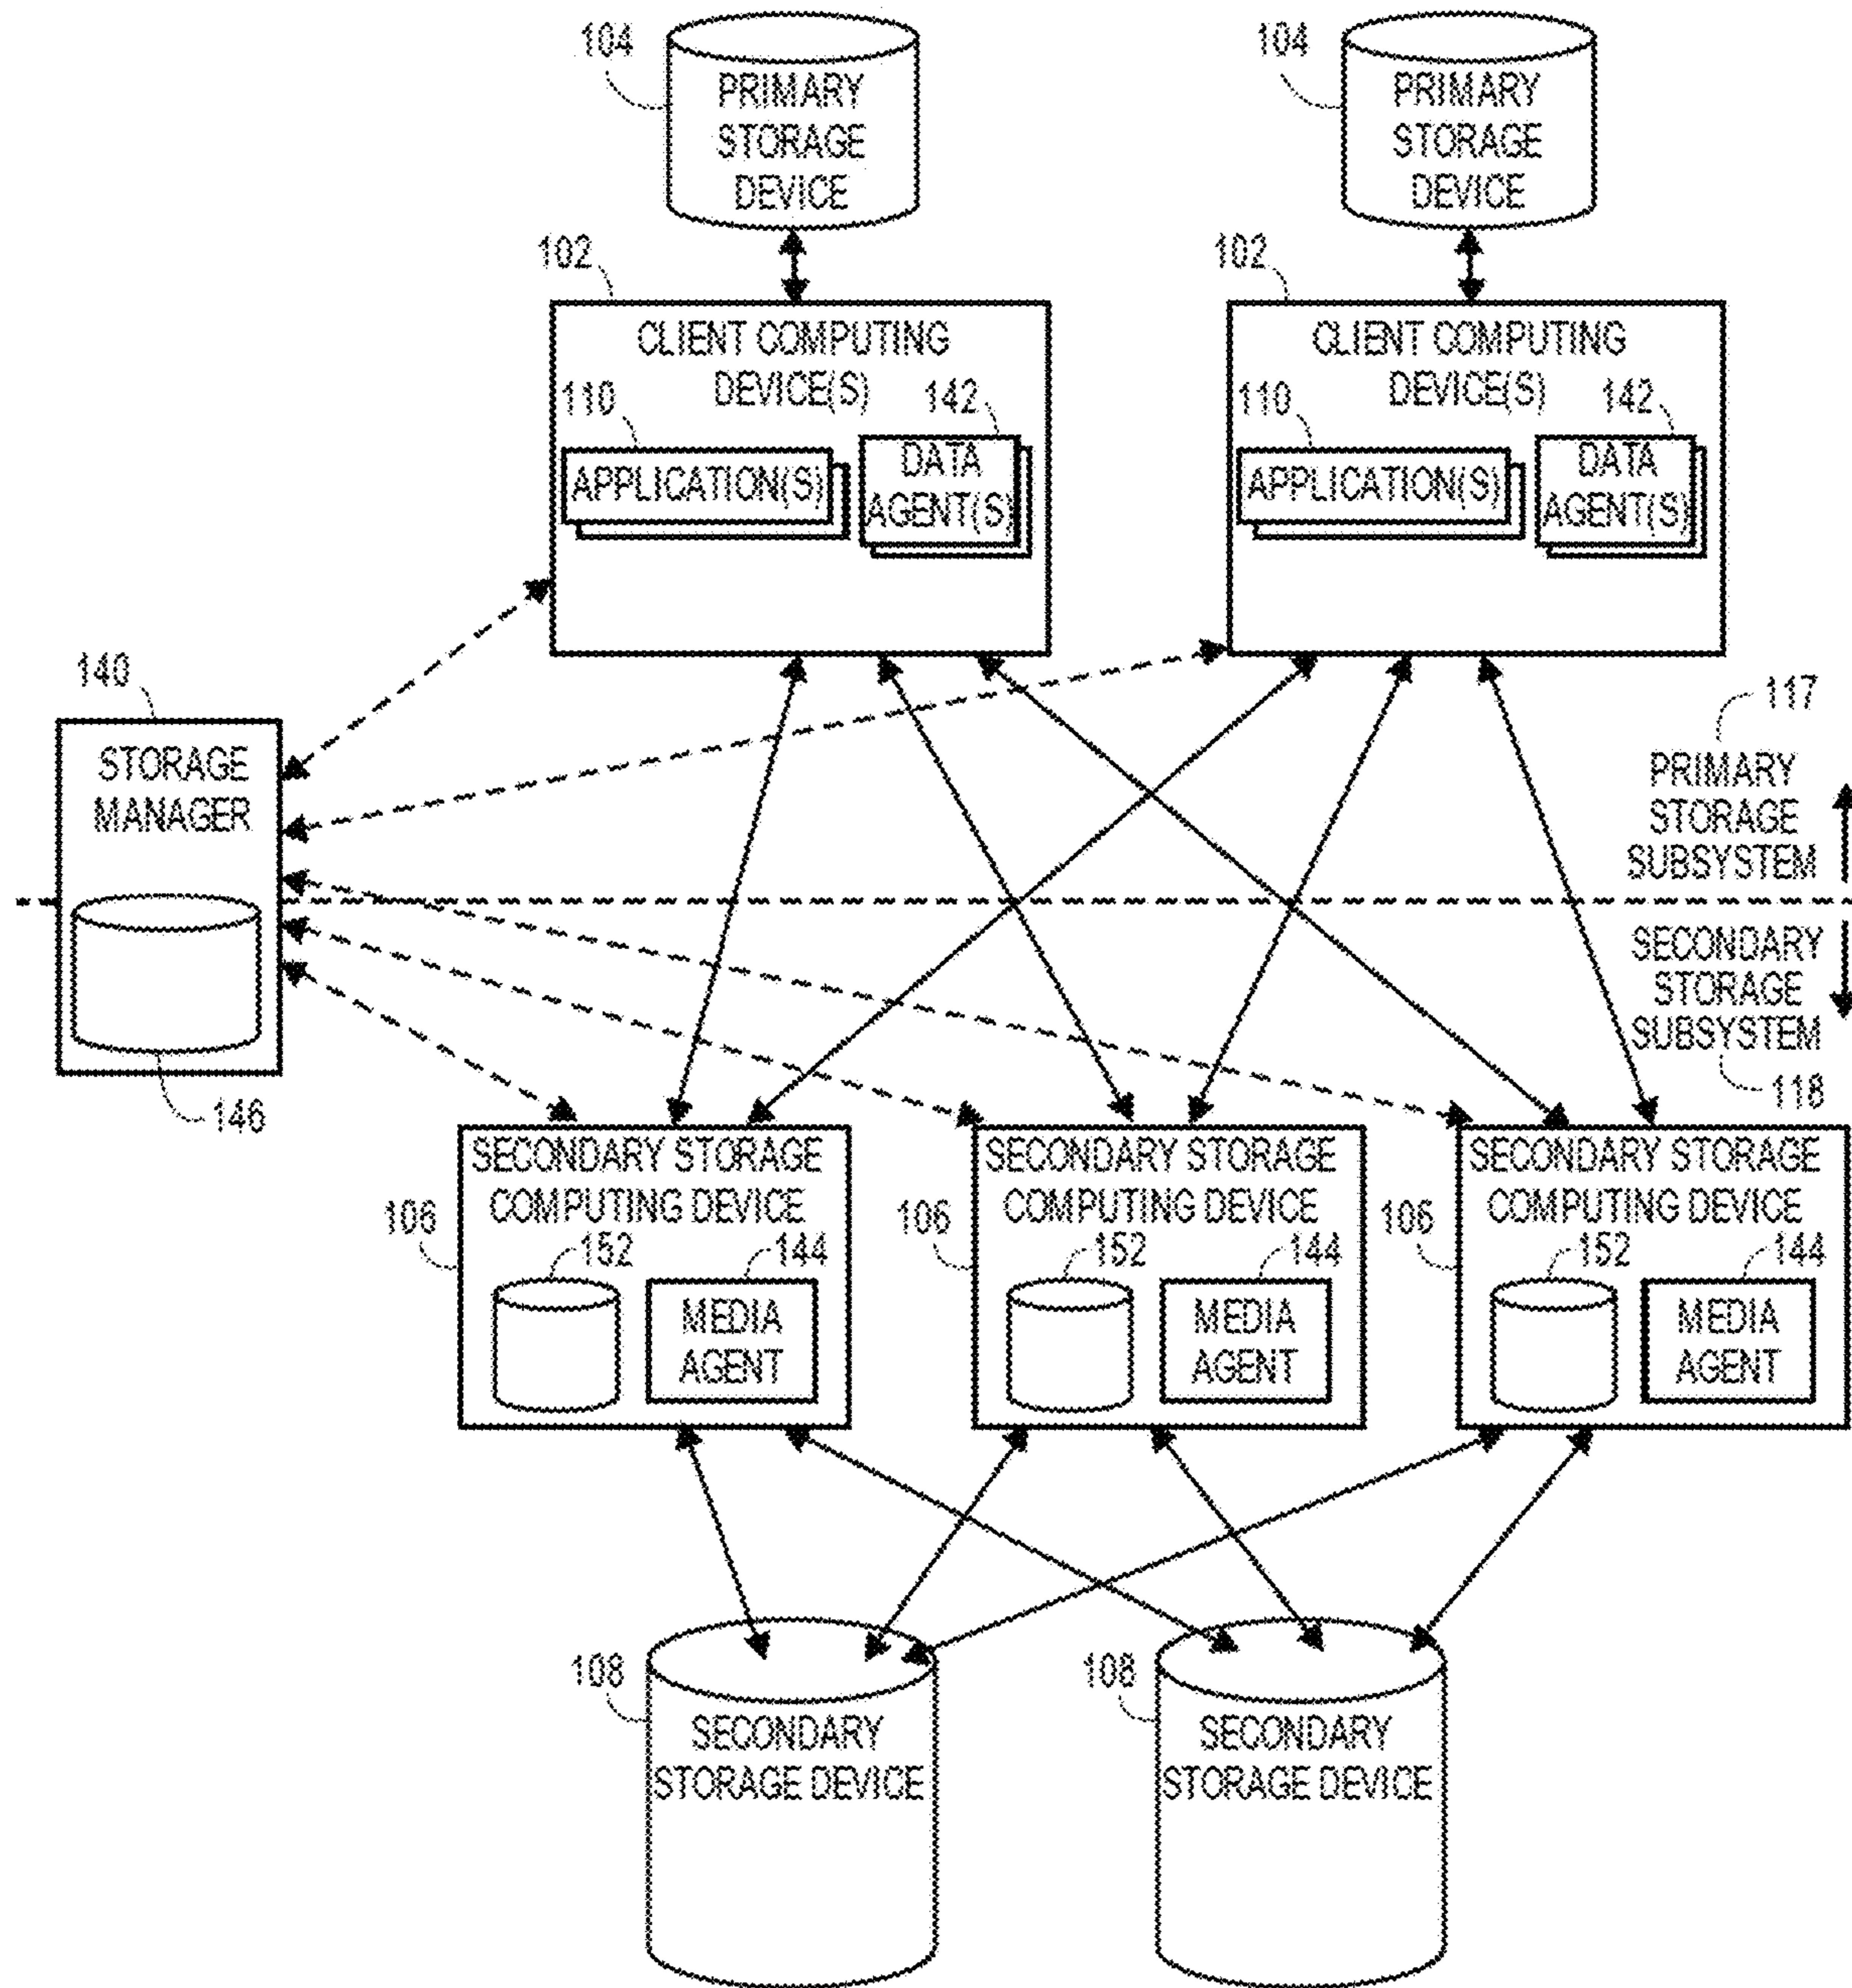 104
PRIMARY
STORAGE
DEVICE
104
PRIMARY
STORAGE
DEVICE
102
CLIENT COMPUTING
DEVICE(S)
110
142
APPLICATION(S)
DATA
AGENT(S)
102
CLIENT COMPUTING
DEVICE(S)
110
142
APPLICATION(S)
DATA
AGENT(S)
140
STORAGE
MANAGER
146
117
PRIMARY
STORAGE
SUBSYSTEM
SECONDARY
STORAGE
SUBSYSTEM
118
106
SECONDARY STORAGE
COMPUTING DEVICE
152
144
MEDIA
AGENT
106
SECONDARY STORAGE
COMPUTING DEVICE
152
144
MEDIA
AGENT
106
SECONDARY STORAGE
COMPUTING DEVICE
152
144
MEDIA
AGENT
108
SECONDARY
STORAGE DEVICE
108
SECONDARY
STORAGE DEVICE